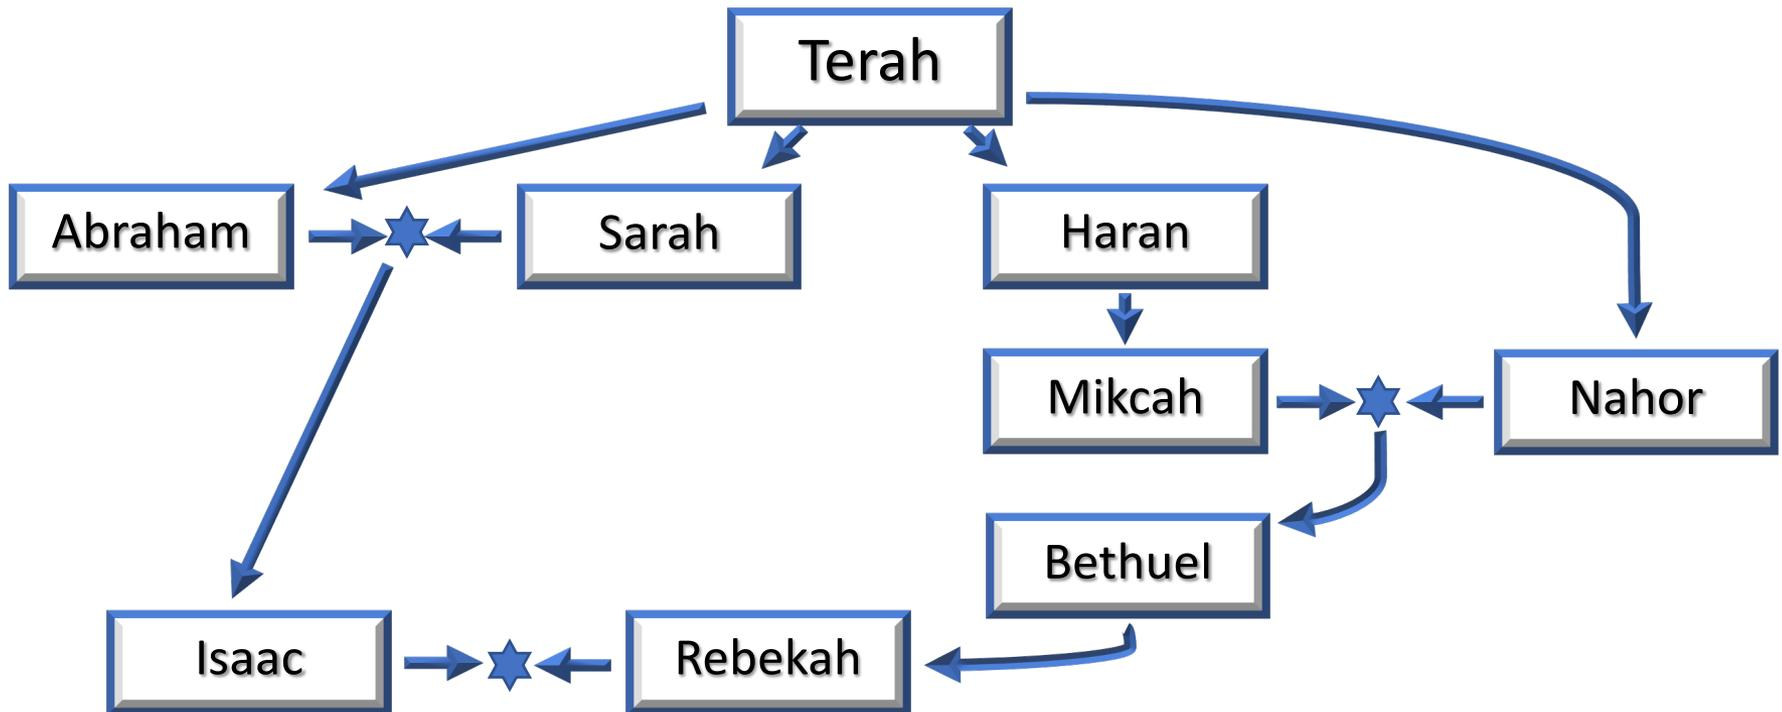 Terah
Abraham
Sarah
Haran
Mikcah
Nahor
Bethuel
Isaac
Rebekah